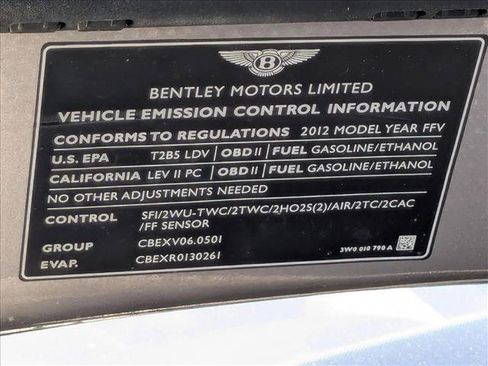 B
BENTLEY MOTORS LIMITED
VEHICLE EMISSION CONTROL INFORMATION
CONFORMS TO REGULATIONS 2012 MODEL YEAR FFV
U.S. EPA T2B5 LDV OBD II FUEL GASOLINE/ETHANOL
CALIFORNIA LEV II PC OBD II FUEL GASOLINE/ETHANOL
NO OTHER ADJUSTMENTS NEEDED
CONTROL SFI/2WU-TWC/2TWC/2HO2S(2)/AIR/2TC/2CAC
/FF SENSOR
GROUP CBEXV06.0501
EVAP. CBEXR0130261
3W0 010 790 A